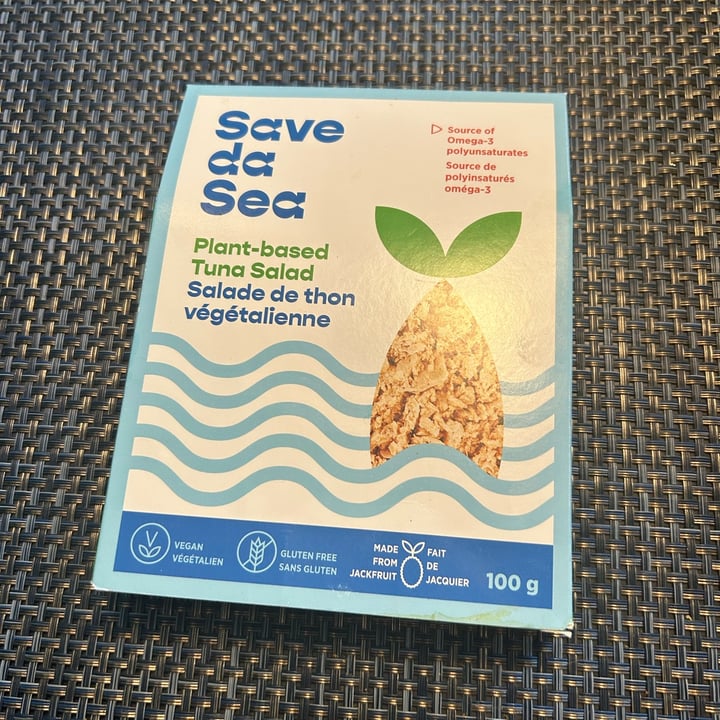 Save
da
Sea
Source of
Omega-3
polyunsaturates
Source de
polyinsaturés
oméga-3
Plant-based
Tuna Salad
Salade de thon
végétalienne
VEGAN
VÉGÉTALIEN
GLUTEN FREE
SANS GLUTEN
MADE
FROM
JACKFRUIT
FAIT
DE
JACQUIER
100 g